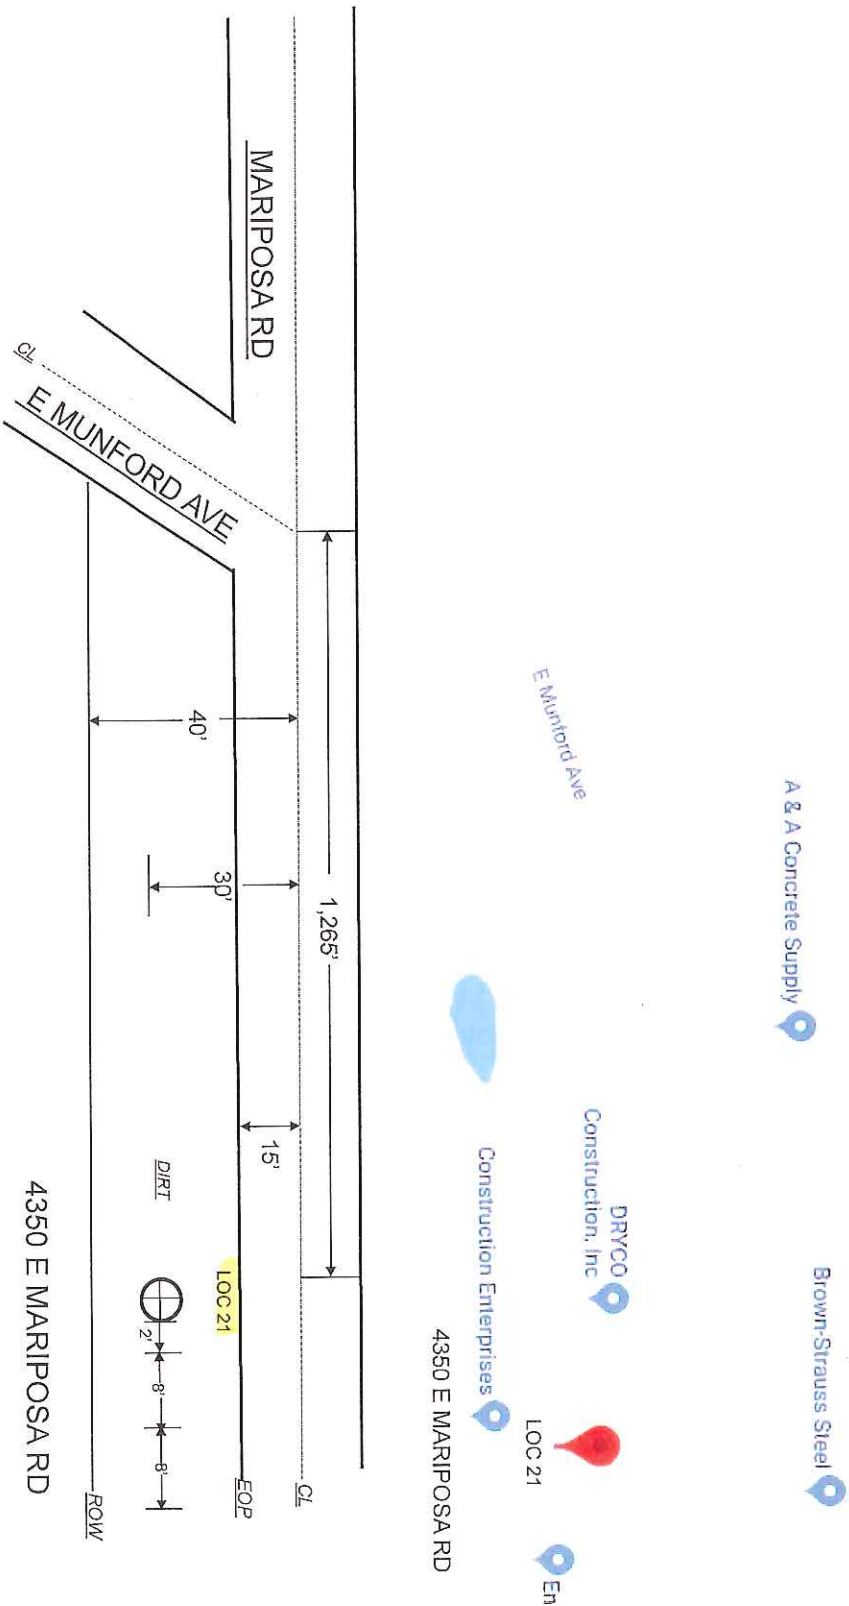 A & A Concrete Supply
Brown-Strauss Steel
DRYCO
Construction, Inc
E Munford Ave
LOC 21
En
Construction Enterprises
4350 E MARIPOSA RD
MARIPOSA RD
1,265'
CL
CL
E MUNFORD AVE
40'
30'
15'
LOC 21
EOP
DIRT
2'
8'
8'
ROW
4350 E MARIPOSA RD